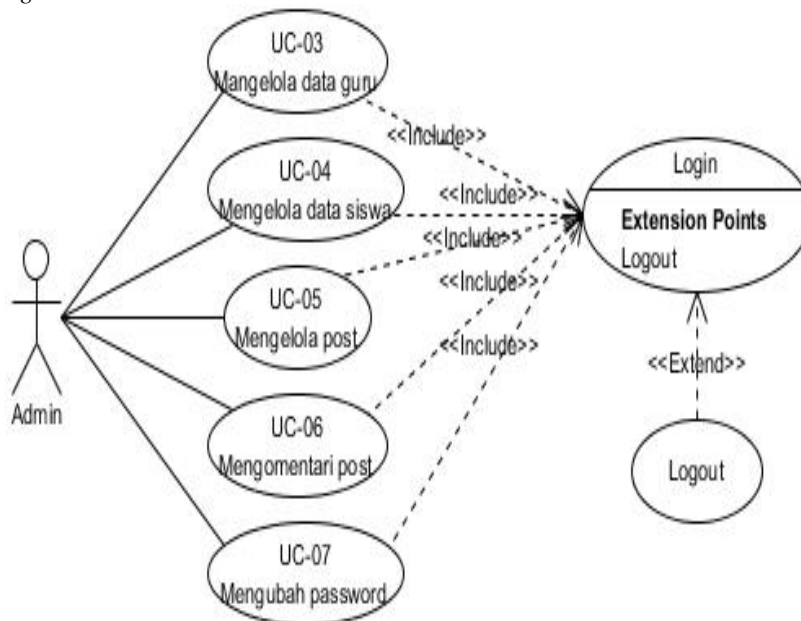 UC-03
Mangelola data guru
<<Include>>
UC-04
Mengelola data siswa
<<Include>>
<<Include>>
UC-05
Mengelola post
<<Include>>
<<Include>>
UC-06
Mengomentari post
UC-07
Mengubah password
Admin
Login
Extension Points
Logout
<<Extend>>
Logout